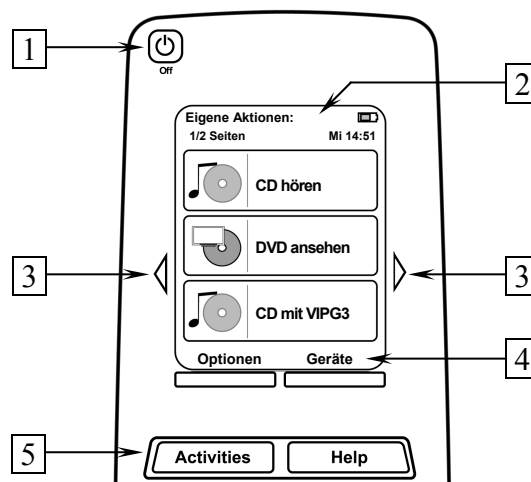 1
Off
2
Eigene Aktionen:
1/2 Seiten Mi 14:51
CD hören
DVD ansehen
3
3
CD mit VIPG3
Optionen Geräte
4
5
Activities Help